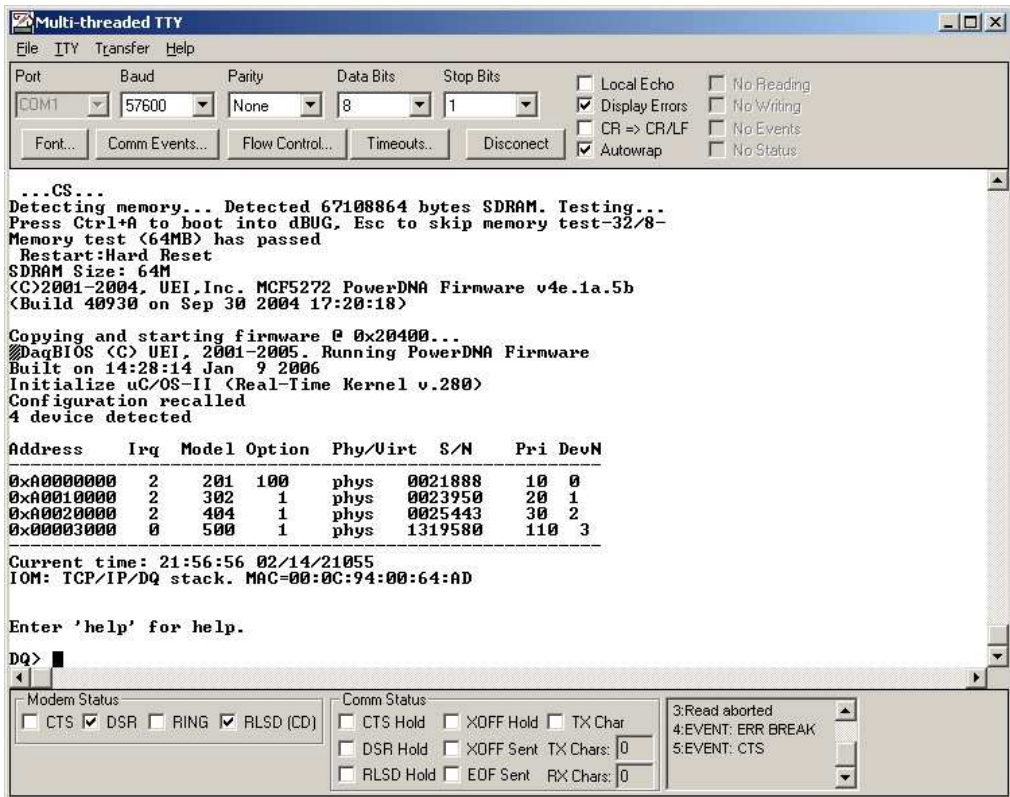 Multi-threaded TTY
File TTY Transfer Help
Port Baud Parity Data Bits Stop Bits
COM1 57600 None 8 1
Font... Comm Events... Flow Control... Timeouts.. Disconect
Local Echo No Reading
Display Errors No Writing
CR => CR/LF No Events
Autowrap No Status
...CS...
Detecting memory... Detected 67108864 bytes SDRAM. Testing...
Press Ctrl+A to boot into dBUG, Esc to skip memory test-32/8-
Memory test (64MB) has passed
Restart:Hard Reset
SDRAM Size: 64M
(C)2001-2004, UEI,Inc. MCF5272 PowerDNA Firmware v4e.1a.5b
(Build 40930 on Sep 30 2004 17:20:18)
Copying and starting firmware @ 0x20400...
DaqBIOS (C) UEI, 2001-2005. Running PowerDNA Firmware
Built on 14:28:14 Jan 9 2006
Initialize uC/OS-II (Real-Time Kernel v.280)
Configuration recalled
4 device detected
Address Irq Model Option Phy/Virt S/N Pri DevN
0xA0000000 2 201 100 phys 0021888 10 0
0xA0010000 2 302 1 phys 0023950 20 1
0xA0020000 2 404 1 phys 0025443 30 2
0x00003000 0 500 1 phys 1319580 110 3
Current time: 21:56:56 02/14/21055
IOM: TCP/IP/DQ stack. MAC=00:0C:94:00:64:AD
Enter 'help' for help.
DQ>
Modem Status
CTS DSR RING RLSD (CD)
Comm Status
CTS Hold XOFF Hold TX Char
DSR Hold XOFF Sent TX Chars: 0
RLSD Hold EOF Sent RX Chars: 0
3:Read aborted
4:EVENT: ERR BREAK
5:EVENT: CTS